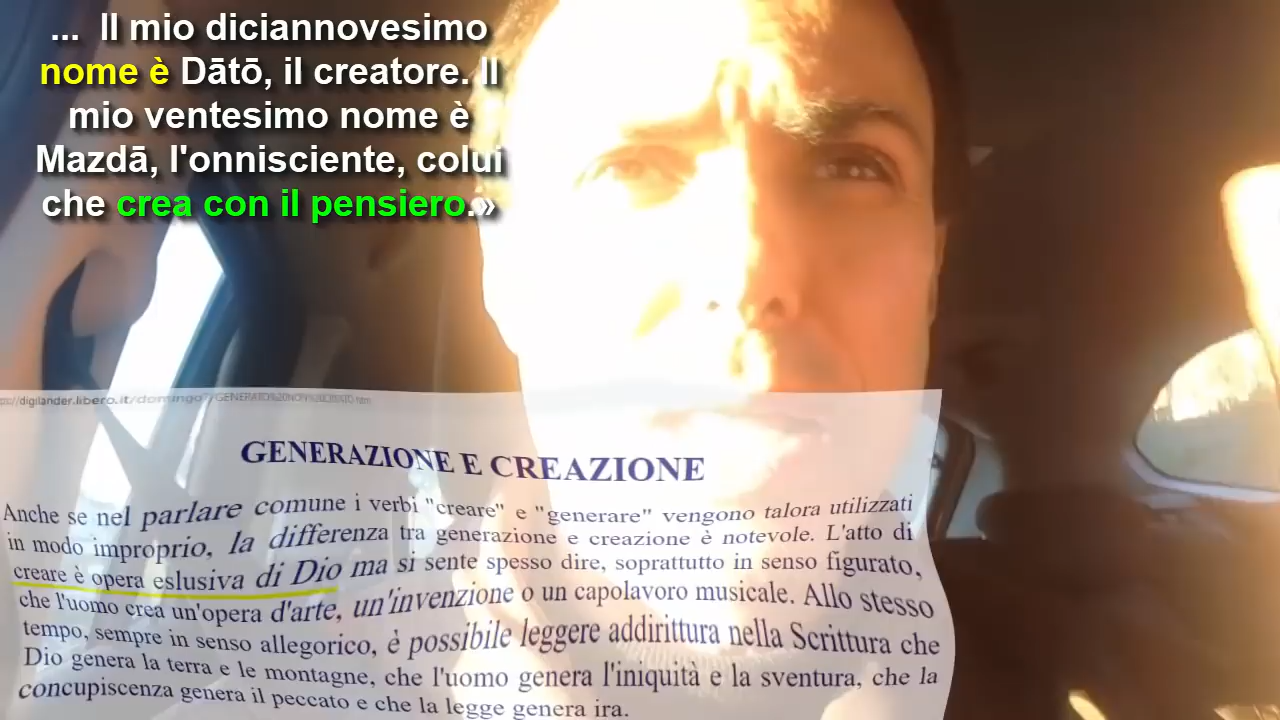 ... Il mio diciannovesimo
nome è Dātō, il creatore. Il
mio ventesimo nome è
Mazdā, l'onnisciente, colui
che crea con il pensiero.»
GENERAZIONE E CREAZIONE
Anche se nel parlare comune i verbi "creare" e "generare" vengono talora utilizzati
in modo improprio, la differenza tra generazione e creazione è notevole. L'atto di
creare è opera eslusiva di Dio ma si sente spesso dire, soprattutto in senso figurato,
che l'uomo crea un'opera d'arte, un'invenzione o un capolavoro musicale. Allo stesso
tempo, sempre in senso allegorico, è possibile leggere addirittura nella Scrittura che
Dio genera la terra e le montagne, che l'uomo genera l'iniquità e la sventura, che la
concupiscenza genera il peccato e che la legge genera ira.